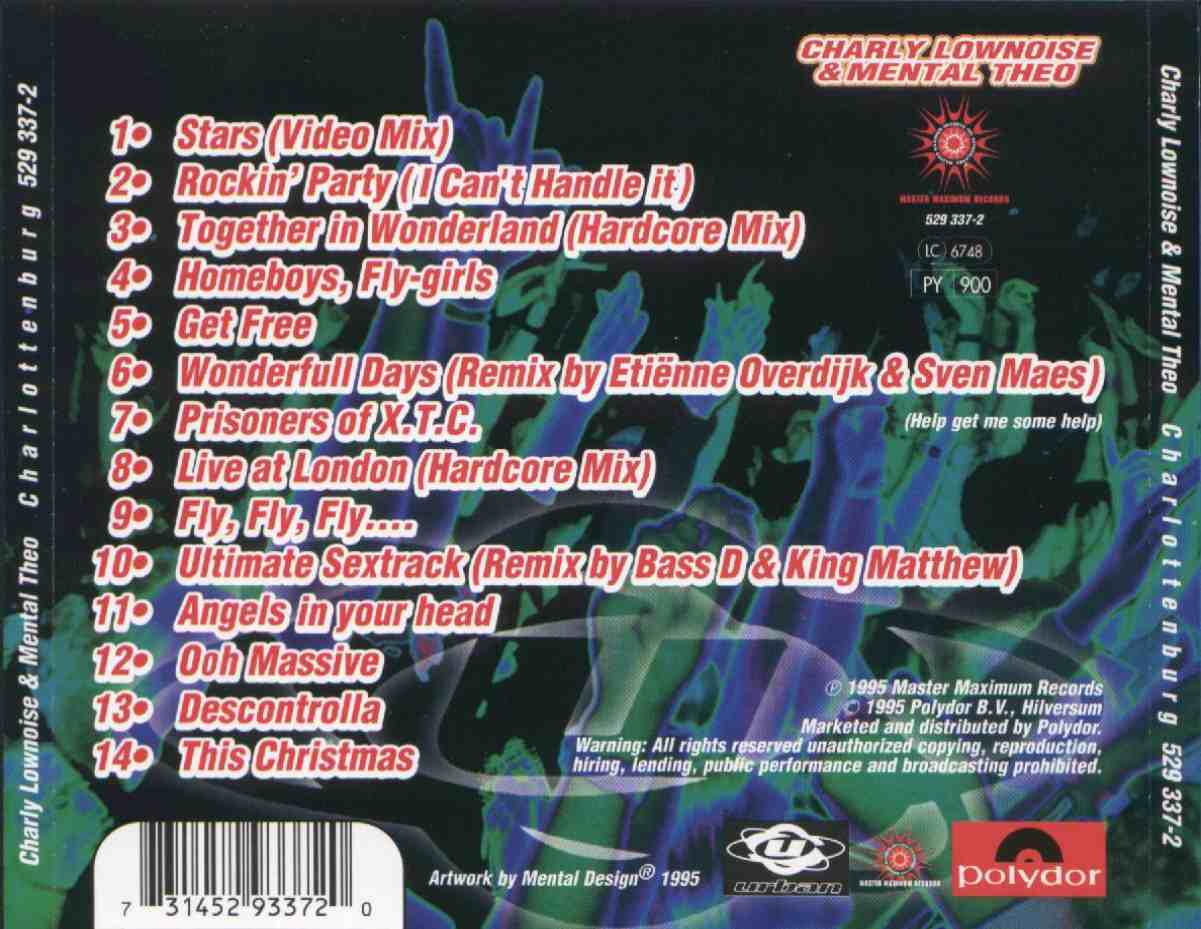 Charly Lownoise & Mental Theo Charlottenburg 529 337-2
CHARLY LOWNOISE
& MENTAL THEO
MASTER MAXIMUM RECORDS
529 337-2
LC 6748
PY 900
1• Stars (Video Mix)
2• Rockin' Party ( I Can't Handle it )
3• Together in Wonderland (Hardcore Mix)
4• Homeboys, Fly-girls
5• Get Free
6• Wonderfull Days (Remix by Etiënne Overdijk & Sven Maes)
7• Prisoners of X.T.C.
(Help get me some help)
8• Live at London (Hardcore Mix)
9• Fly, Fly, Fly....
10• Ultimate Sextrack (Remix by Bass D & King Matthew)
11• Angels in your head
12• Ooh Massive
13• Descontrolla
14• This Christmas
℗ 1995 Master Maximum Records
© 1995 Polydor B.V., Hilversum
Marketed and distributed by Polydor.
Warning: All rights reserved unauthorized copying, reproduction,
hiring, lending, public performance and broadcasting prohibited.
7 31452 93372 0
Artwork by Mental Design® 1995
urban
MASTER MAXIMUM RECORDS
polydor
Charly Lownoise & Mental Theo Charlottenburg 529 337-2